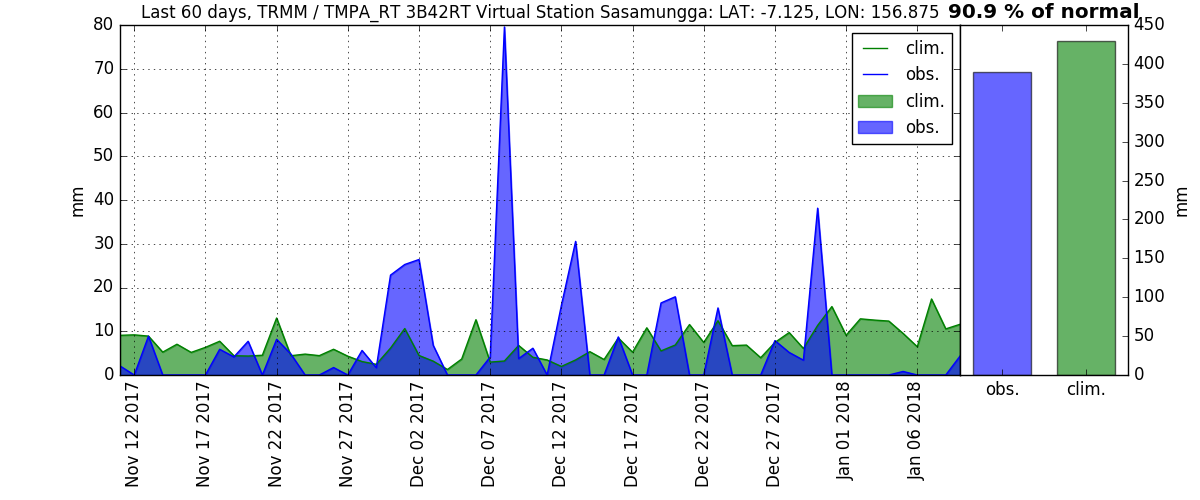 Last 60 days, TRMM / TMPA_RT 3B42RT Virtual Station Sasamungga: LAT: -7.125, LON: 156.875
90.9 % of normal
80
70
60
50
40
30
20
10
0
mm
clim.
obs.
clim.
obs.
Nov 12 2017
Nov 17 2017
Nov 22 2017
Nov 27 2017
Dec 02 2017
Dec 07 2017
Dec 12 2017
Dec 17 2017
Dec 22 2017
Dec 27 2017
Jan 01 2018
Jan 06 2018
450
400
350
300
250
200
150
100
50
0
mm
obs.
clim.